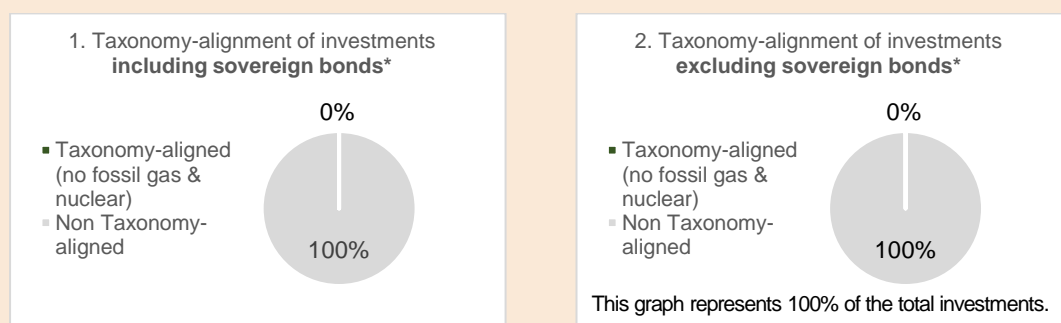 1. Taxonomy-alignment of investments
including sovereign bonds*
0%
Taxonomy-aligned
(no fossil gas &
nuclear)
Non Taxonomy-
aligned
100%
2. Taxonomy-alignment of investments
excluding sovereign bonds*
0%
Taxonomy-aligned
(no fossil gas &
nuclear)
Non Taxonomy-
aligned
100%
This graph represents 100% of the total investments.